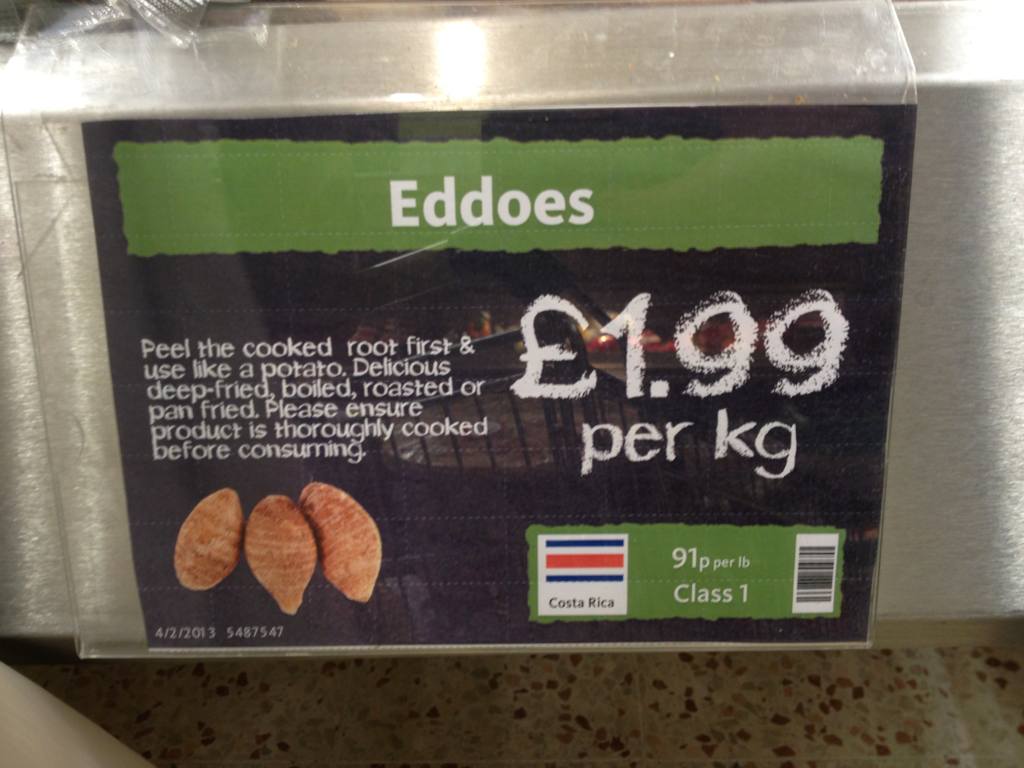 Eddoes
Peel the cooked root first &
use like a potato. Delicious
deep-fried, boiled, roasted or
pan fried. Please ensure
product is thoroughly cooked
before consuming.
£1.99
per kg
Costa Rica
91p per lb
Class 1
4/2/2013 5487547